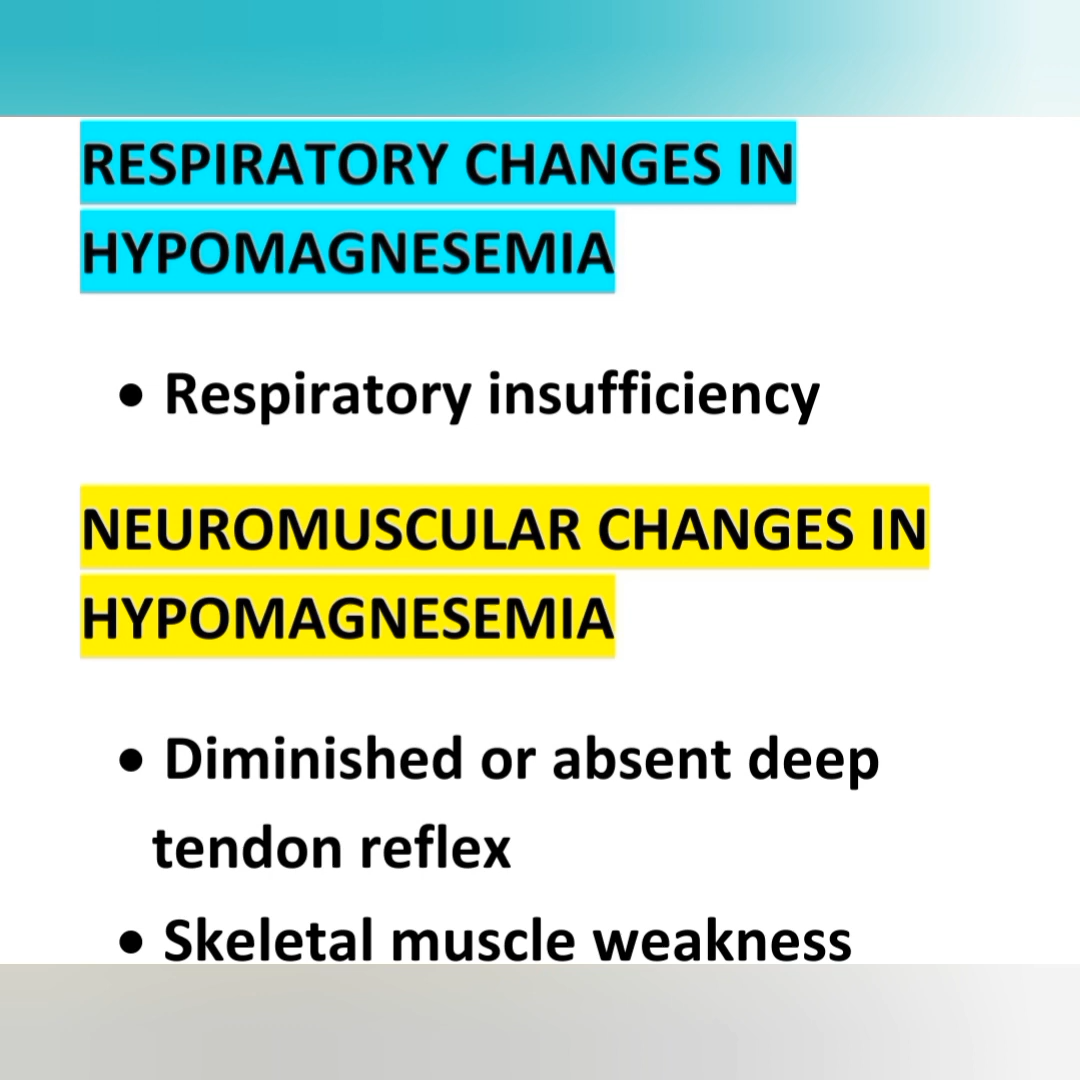 RESPIRATORY CHANGES IN
HYPOMAGNESEMIA
• Respiratory insufficiency
NEUROMUSCULAR CHANGES IN
HYPOMAGNESEMIA
• Diminished or absent deep
tendon reflex
• Skeletal muscle weakness